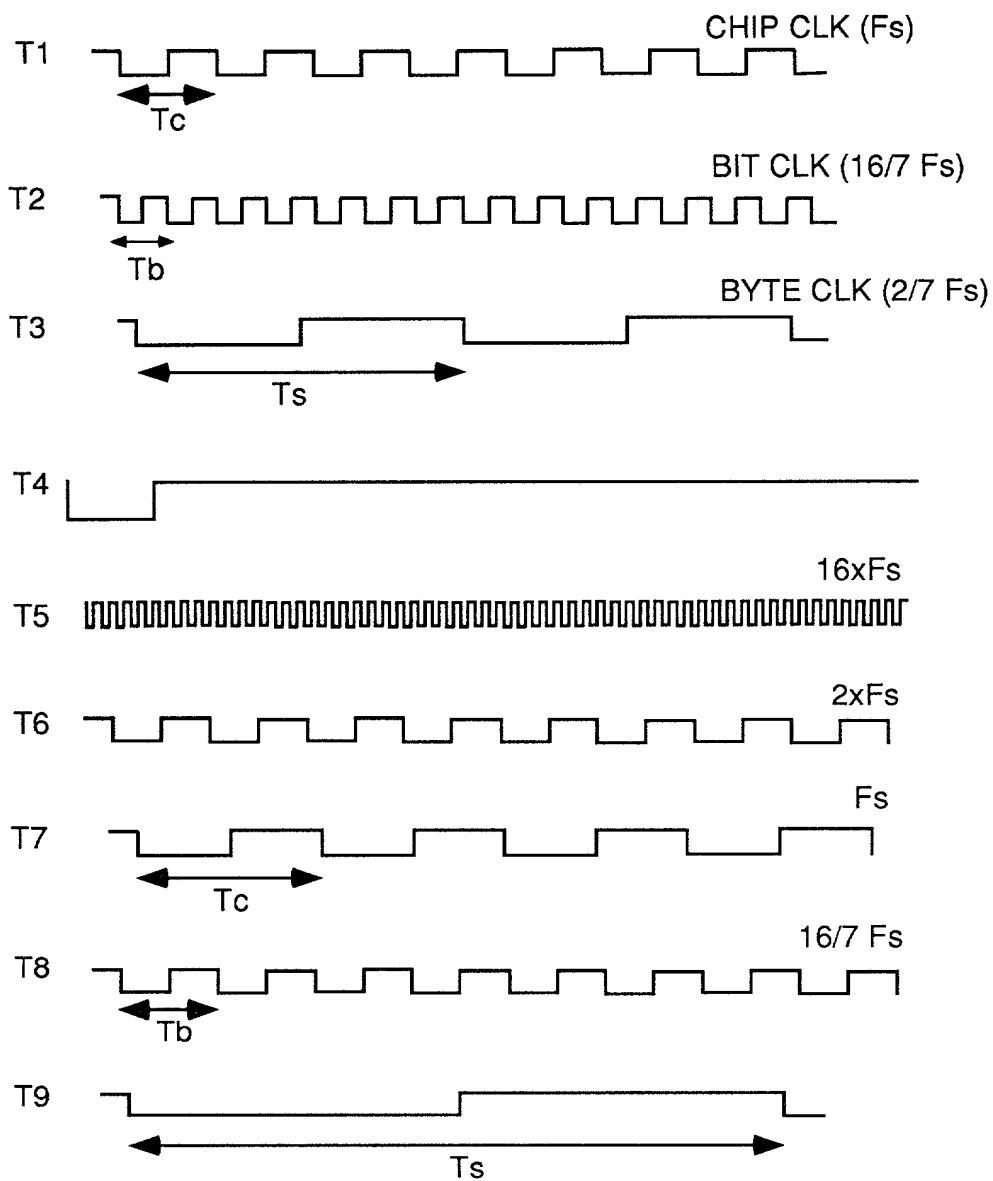 T1 CHIP CLK (Fs)
Tc
T2 BIT CLK (16/7 Fs)
Tb
T3 BYTE CLK (2/7 Fs)
Ts
T4
T5 16xFs
T6 2xFs
T7 Fs
Tc
T8 16/7 Fs
Tb
T9
Ts